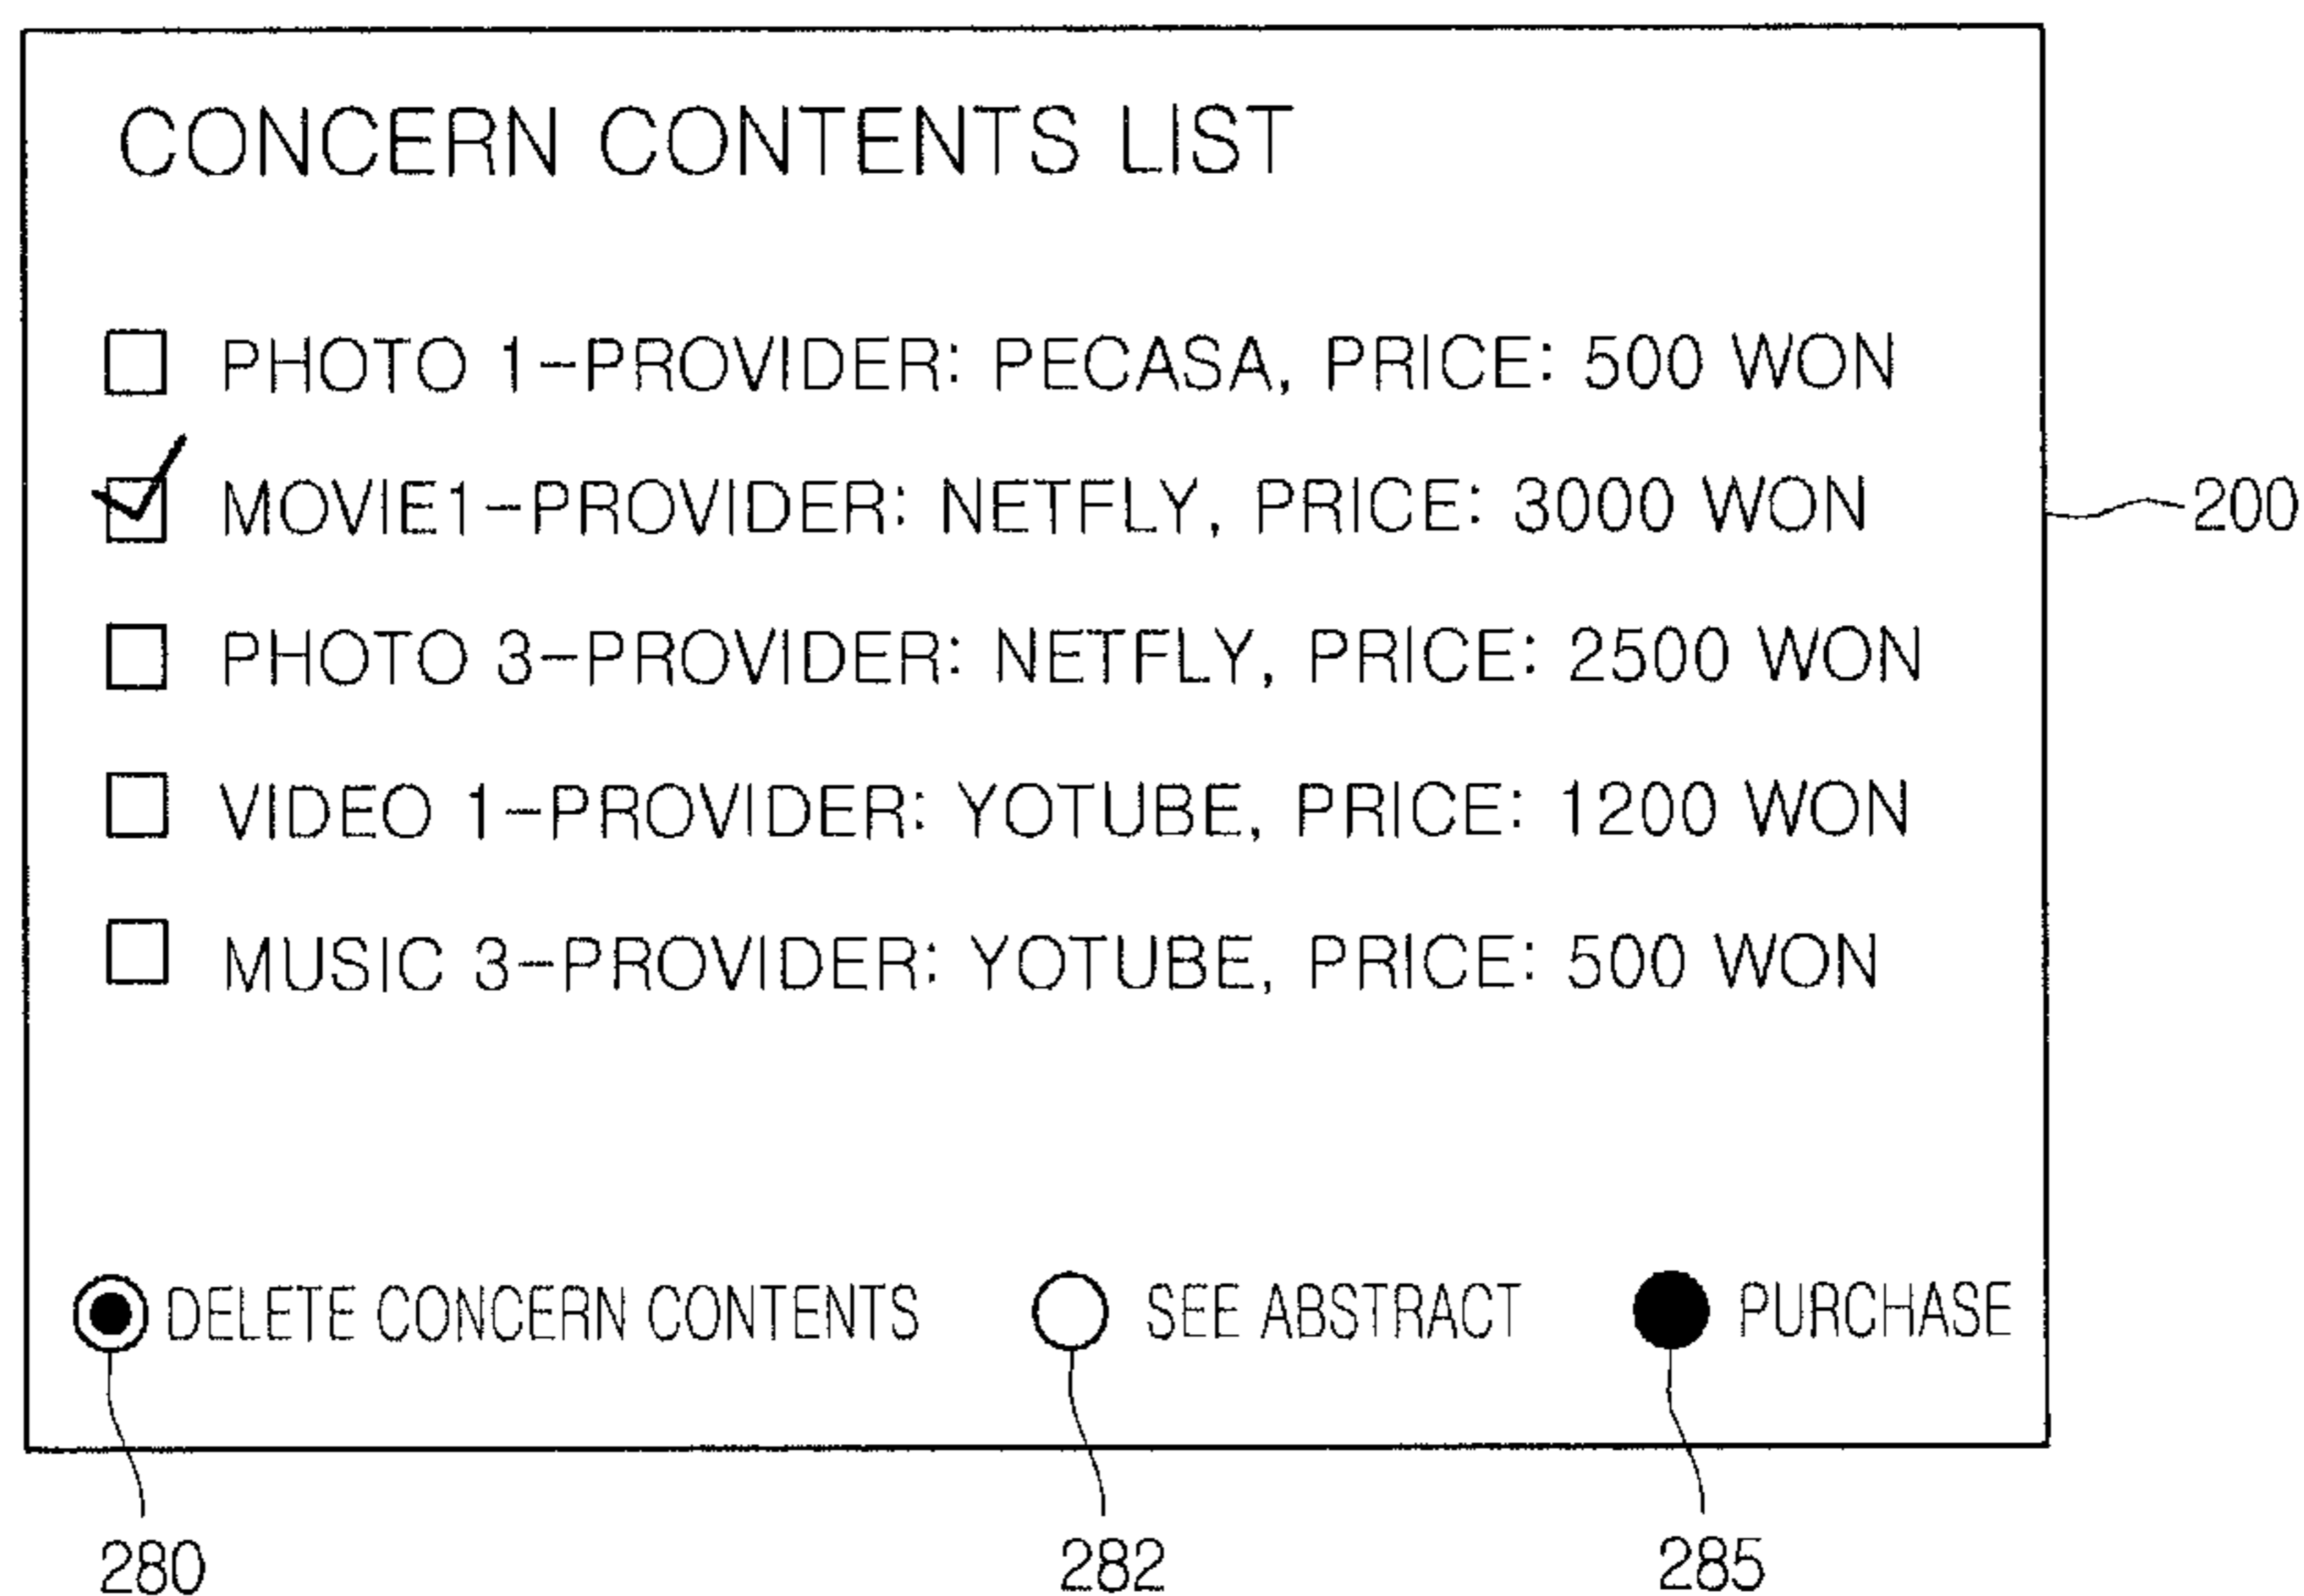 CONCERN CONTENTS LIST
PHOTO 1-PROVIDER: PECASA, PRICE: 500 WON
MOVIE1-PROVIDER: NETFLY, PRICE: 3000 WON
200
PHOTO 3-PROVIDER: NETFLY, PRICE: 2500 WON
VIDEO 1-PROVIDER: YOTUBE, PRICE: 1200 WON
MUSIC 3-PROVIDER: YOTUBE, PRICE: 500 WON
DELETE CONCERN CONTENTS SEE ABSTRACT PURCHASE
280 282 285